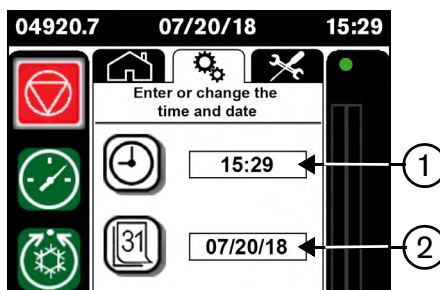 04920.7 07/20/18 15:29
Enter or change the
time and date
15:29
1
31
07/20/18
2